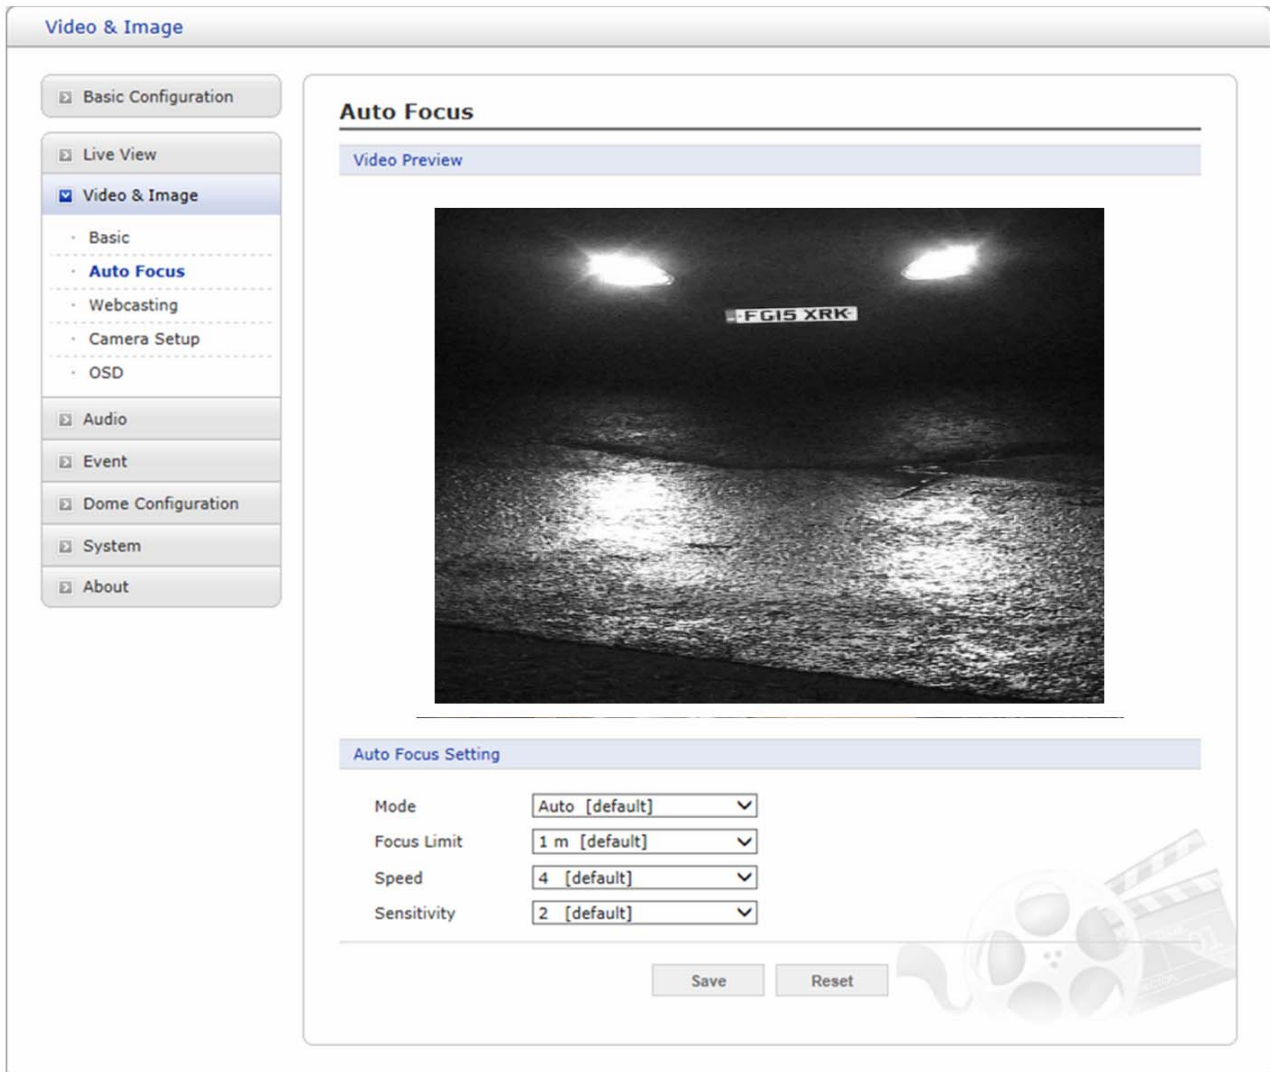 Video & Image
Basic Configuration
Live View
Video & Image
Basic
Auto Focus
Webcasting
Camera Setup
OSD
Audio
Event
Dome Configuration
System
About
Auto Focus
Video Preview
FG15 XRK
Auto Focus Setting
Mode Auto [default]
Focus Limit 1 m [default]
Speed 4 [default]
Sensitivity 2 [default]
Save Reset
01